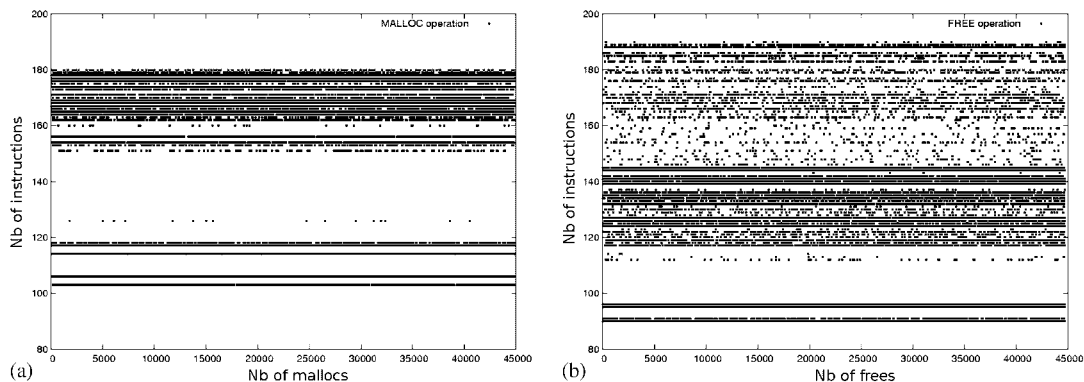 MALLOC operation
200
180
160
140
120
100
80
Nb of instructions
0 5000 10000 15000 20000 25000 30000 35000 40000 45000
Nb of mallocs
(a)
FREE operation
200
180
160
140
120
100
80
Nb of instructions
0 5000 10000 15000 20000 25000 30000 35000 40000 45000
Nb of frees
(b)